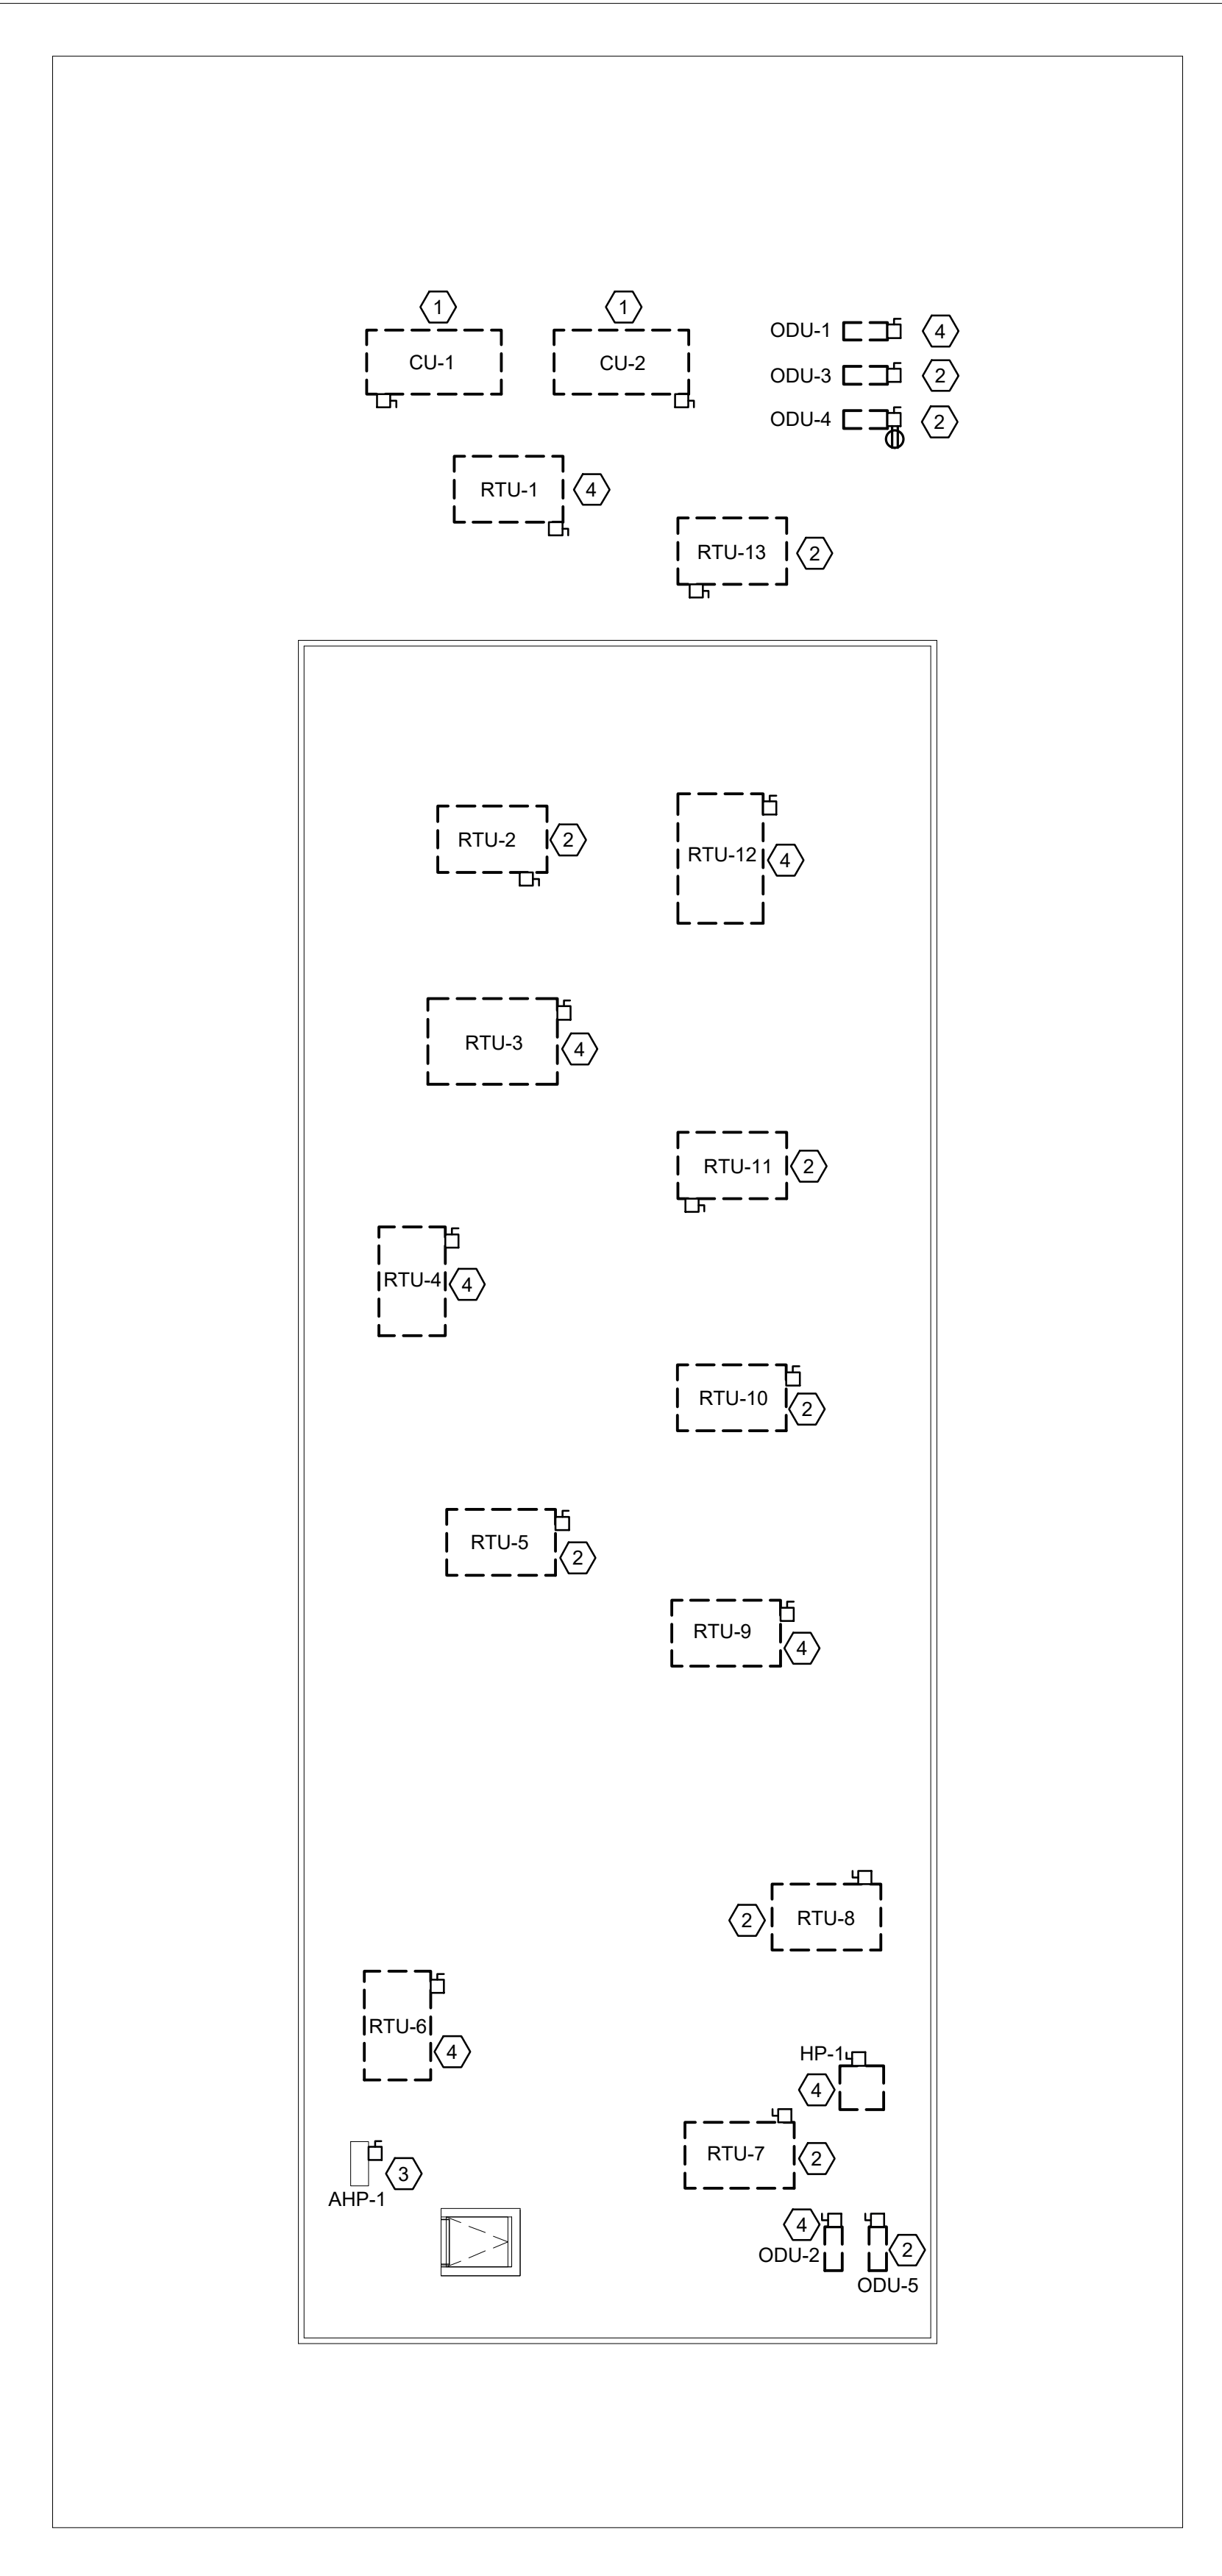 1
1
CU-1
CU-2
ODU-1
4
ODU-3
2
ODU-4
2
RTU-1
4
RTU-13
2
RTU-2
2
RTU-12
4
RTU-3
4
RTU-11
2
RTU-4
4
RTU-10
2
RTU-5
2
RTU-9
4
2
RTU-8
RTU-6
4
HP-1
4
RTU-7
2
3
AHP-1
4
ODU-2
2
ODU-5